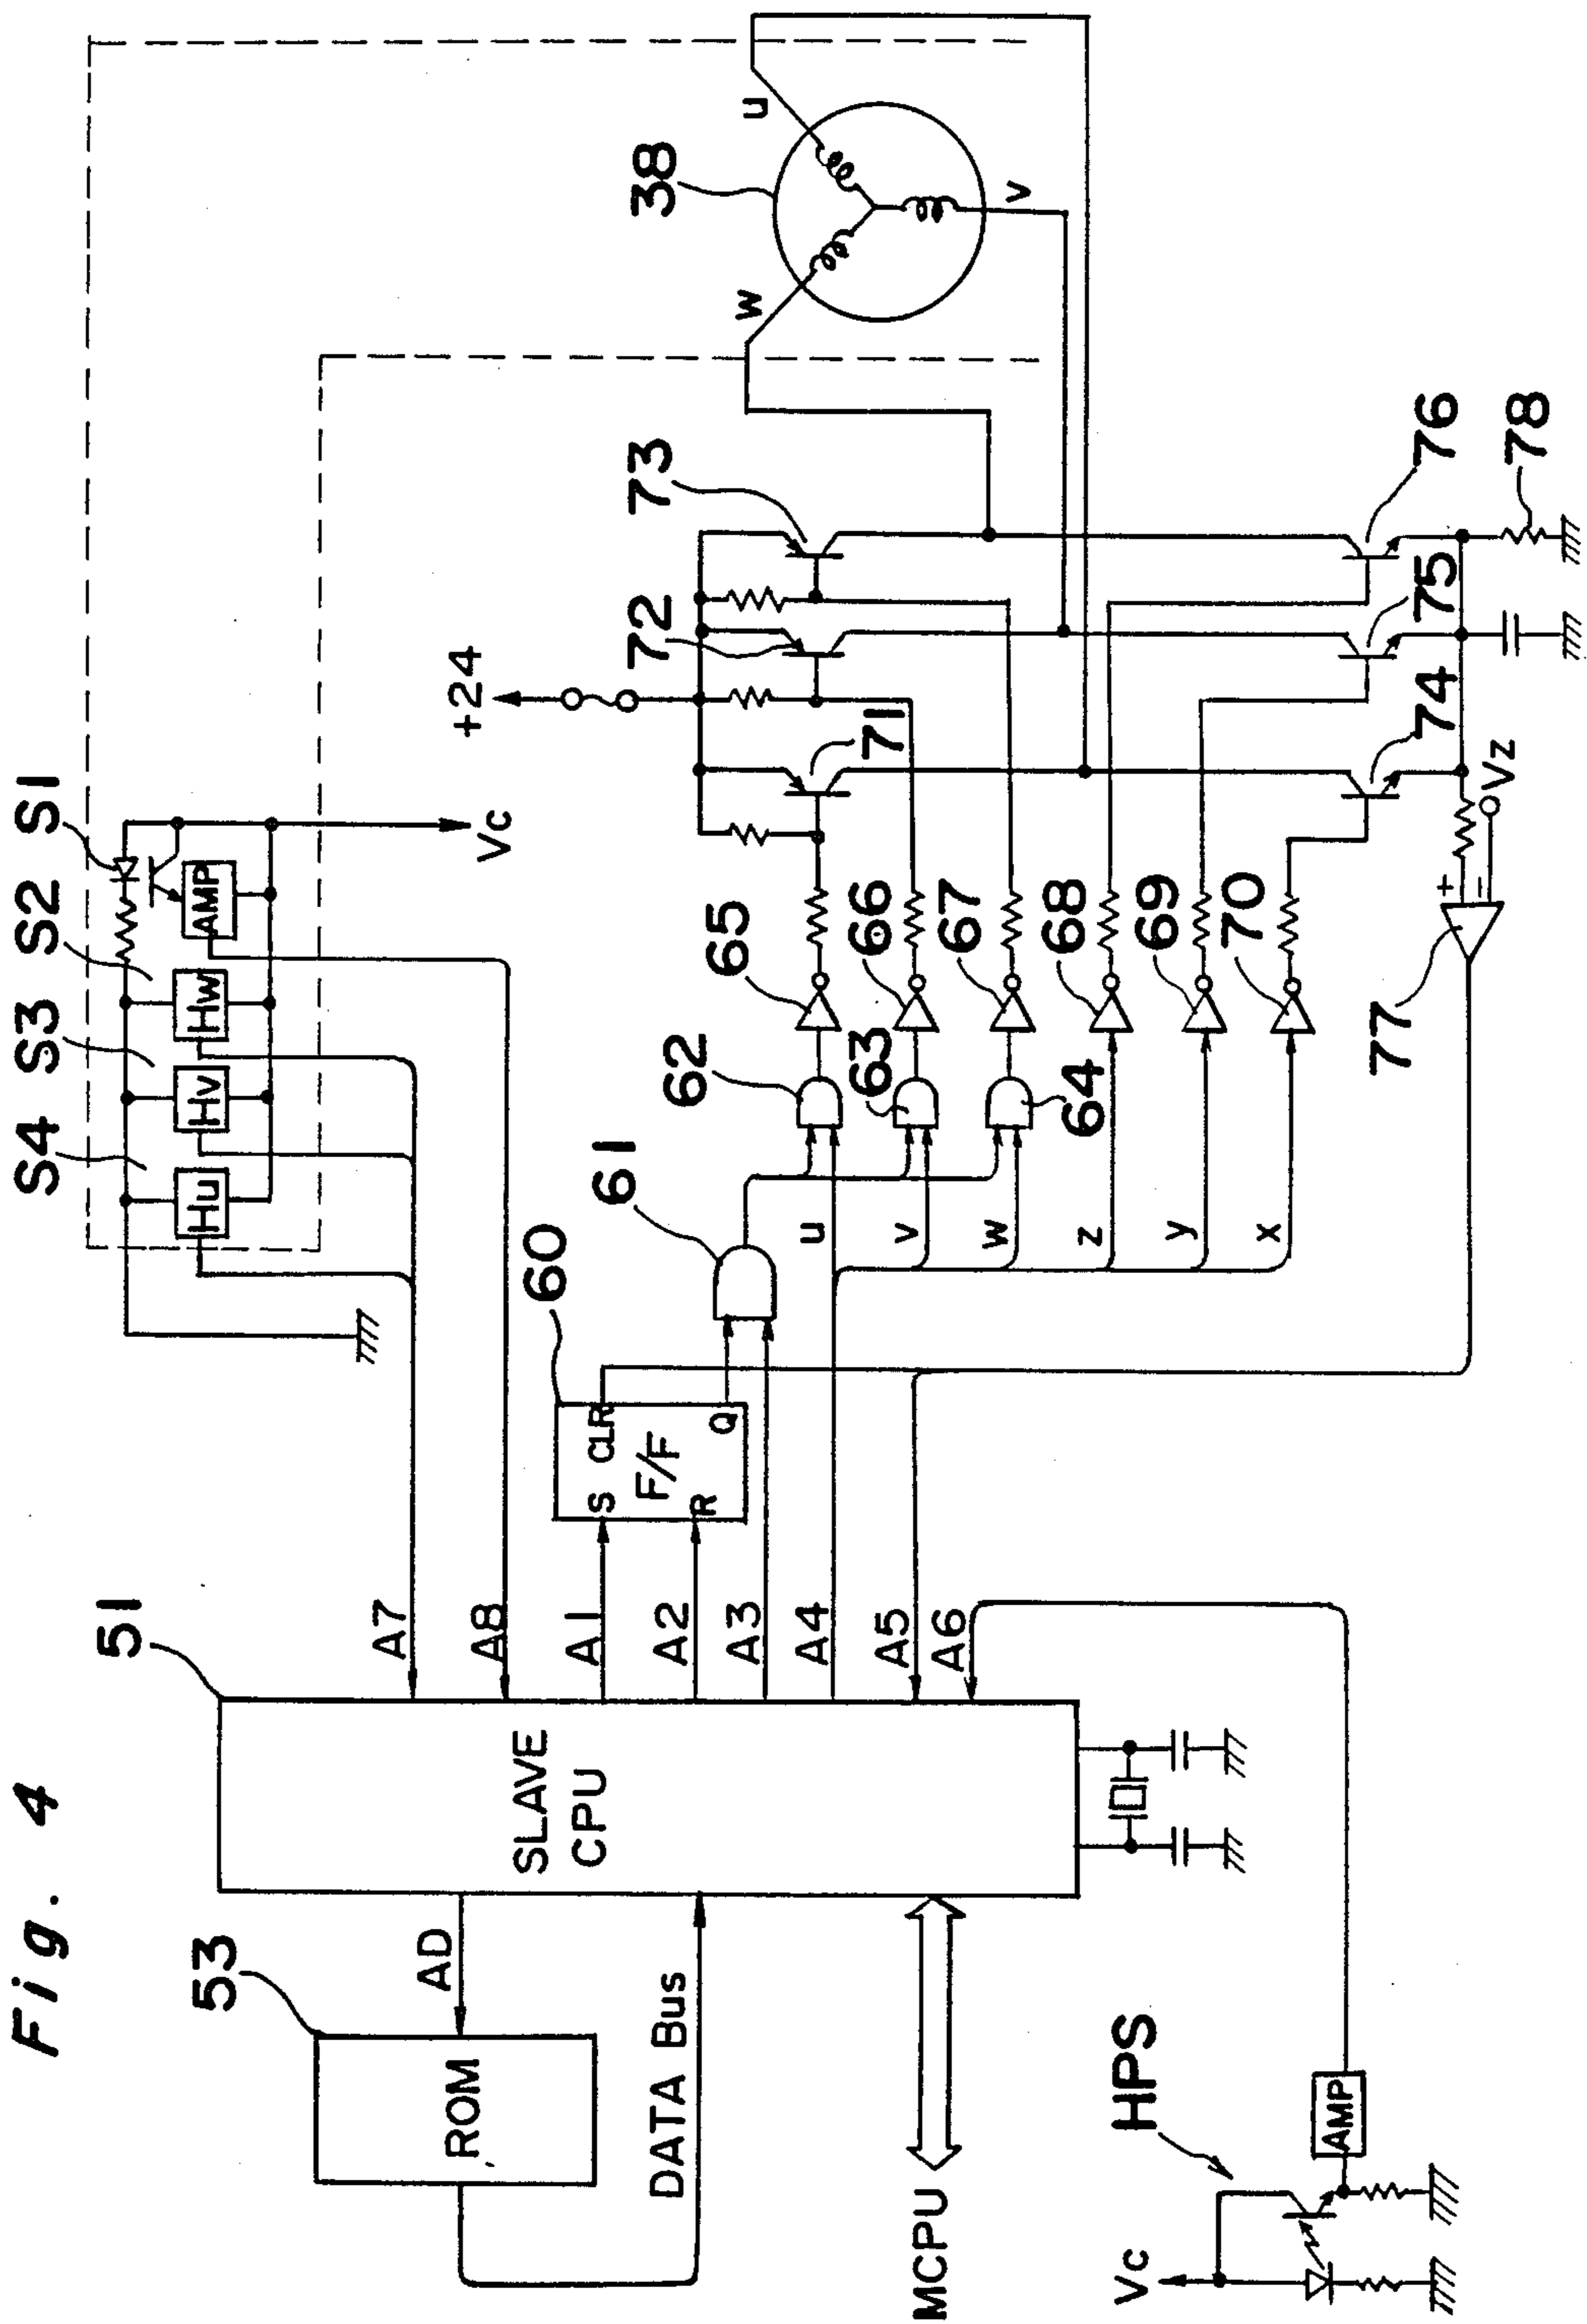 Fig. 4
53
ROM
AD
DATA Bus
MCPU
HPS
Vc
AMP
51
SLAVE
CPU
A7
A8
A1
A2
A3
A4
A5
A6
60
S
CLR
F/F
R
Q
61
S4
S3
S2
S1
Hu
Hv
Hw
AMP
Vc
u
v
w
z
y
x
62
63
64
65
66
67
68
69
70
+24
71
72
73
74
75
76
77
78
+
-
Vz
38
u
v
w